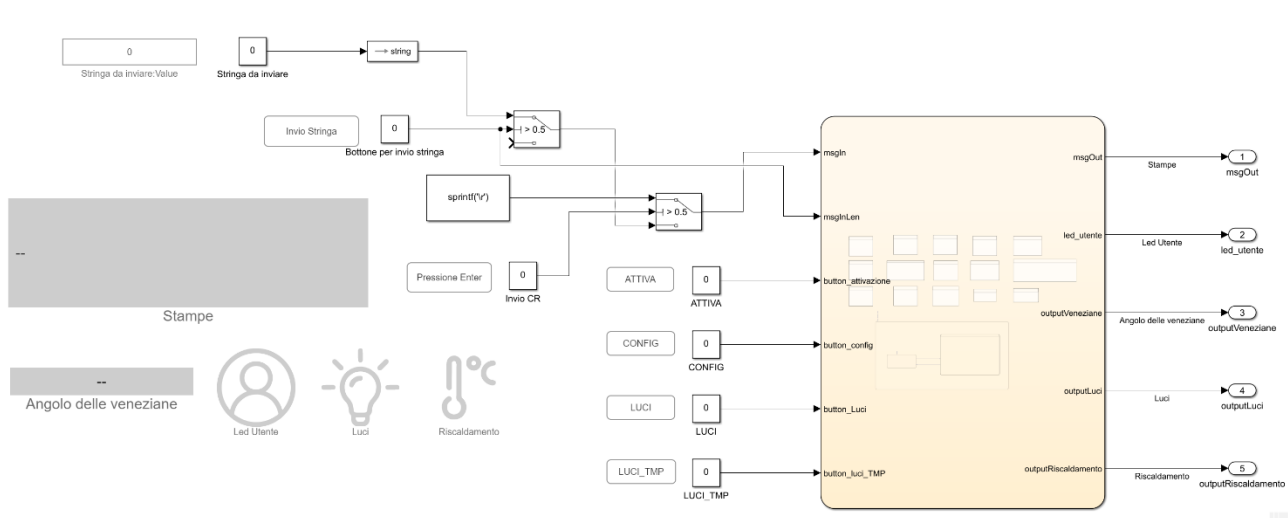 0
Stringa da inviare:Value
0
Stringa da inviare
string
Invio Stringa
0
Bottone per invio stringa
> 0.5
sprintf('\r')
> 0.5
Pressione Enter
0
Invio CR
--
Stampe
--
Angolo delle veneziane
Led Utente
Luci
°C
Riscaldamento
ATTIVA
0
ATTIVA
CONFIG
0
CONFIG
LUCI
0
LUCI
LUCI_TMP
0
LUCI_TMP
msgIn
msgInLen
button_attivazione
button_config
button_Luci
button_luci_TMP
msgOut
led_utente
outputVeneziane
outputLuci
outputRiscaldamento
Stampe
1
msgOut
Led Utente
2
led_utente
Angolo delle veneziane
3
outputVeneziane
Luci
4
outputLuci
Riscaldamento
5
outputRiscaldamento